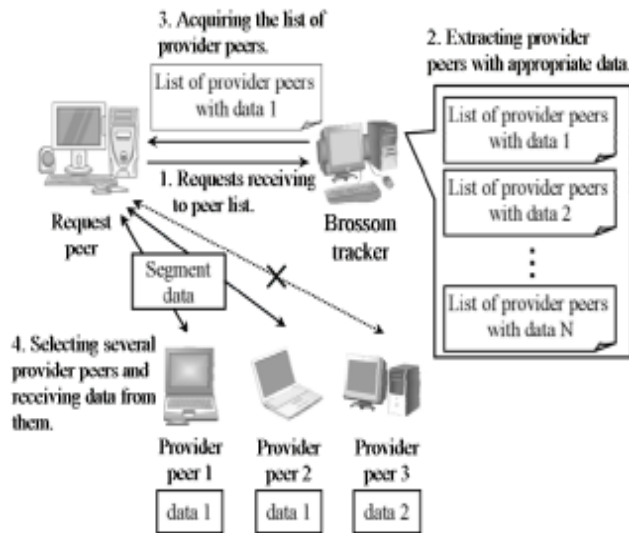 3. Acquiring the list of
provider peers.
List of provider peers
with data 1
2. Extracting provider
peers with appropriate data.
List of provider peers
with data 1
List of provider peers
with data 2
List of provider peers
with data N
1. Requests receiving
to peer list.
Request
peer
Brossom
tracker
Segment
data
4. Selecting several
provider peers and
receiving data from
them.
Provider
peer 1
Provider
peer 2
Provider
peer 3
data 1
data 1
data 2